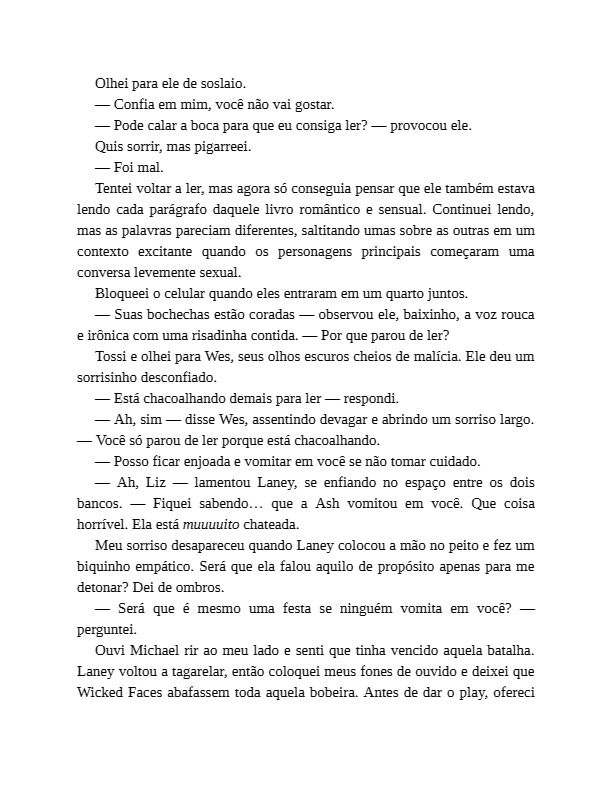 Olhei para ele de soslaio.
— Confia em mim, você não vai gostar.
— Pode calar a boca para que eu consiga ler? — provocou ele.
Quis sorrir, mas pigarreei.
— Foi mal.
Tentei voltar a ler, mas agora só conseguia pensar que ele também estava
lendo cada parágrafo daquele livro romântico e sensual. Continuei lendo,
mas as palavras pareciam diferentes, saltitando umas sobre as outras em um
contexto excitante quando os personagens principais começaram uma
conversa levemente sexual.
Bloqueei o celular quando eles entraram em um quarto juntos.
— Suas bochechas estão coradas — observou ele, baixinho, a voz rouca
e irônica com uma risadinha contida. — Por que parou de ler?
Tossi e olhei para Wes, seus olhos escuros cheios de malícia. Ele deu um
sorrisinho desconfiado.
— Está chacoalhando demais para ler — respondi.
— Ah, sim — disse Wes, assentindo devagar e abrindo um sorriso largo.
— Você só parou de ler porque está chacoalhando.
— Posso ficar enjoada e vomitar em você se não tomar cuidado.
— Ah, Liz — lamentou Laney, se enfiando no espaço entre os dois
bancos. — Fiquei sabendo… que a Ash vomitou em você. Que coisa
horrível. Ela está muuuuito chateada.
Meu sorriso desapareceu quando Laney colocou a mão no peito e fez um
biquinho empático. Será que ela falou aquilo de propósito apenas para me
detonar? Dei de ombros.
— Será que é mesmo uma festa se ninguém vomita em você? —
perguntei.
Ouvi Michael rir ao meu lado e senti que tinha vencido aquela batalha.
Laney voltou a tagarelar, então coloquei meus fones de ouvido e deixei que
Wicked Faces abafassem toda aquela bobeira. Antes de dar o play, ofereci